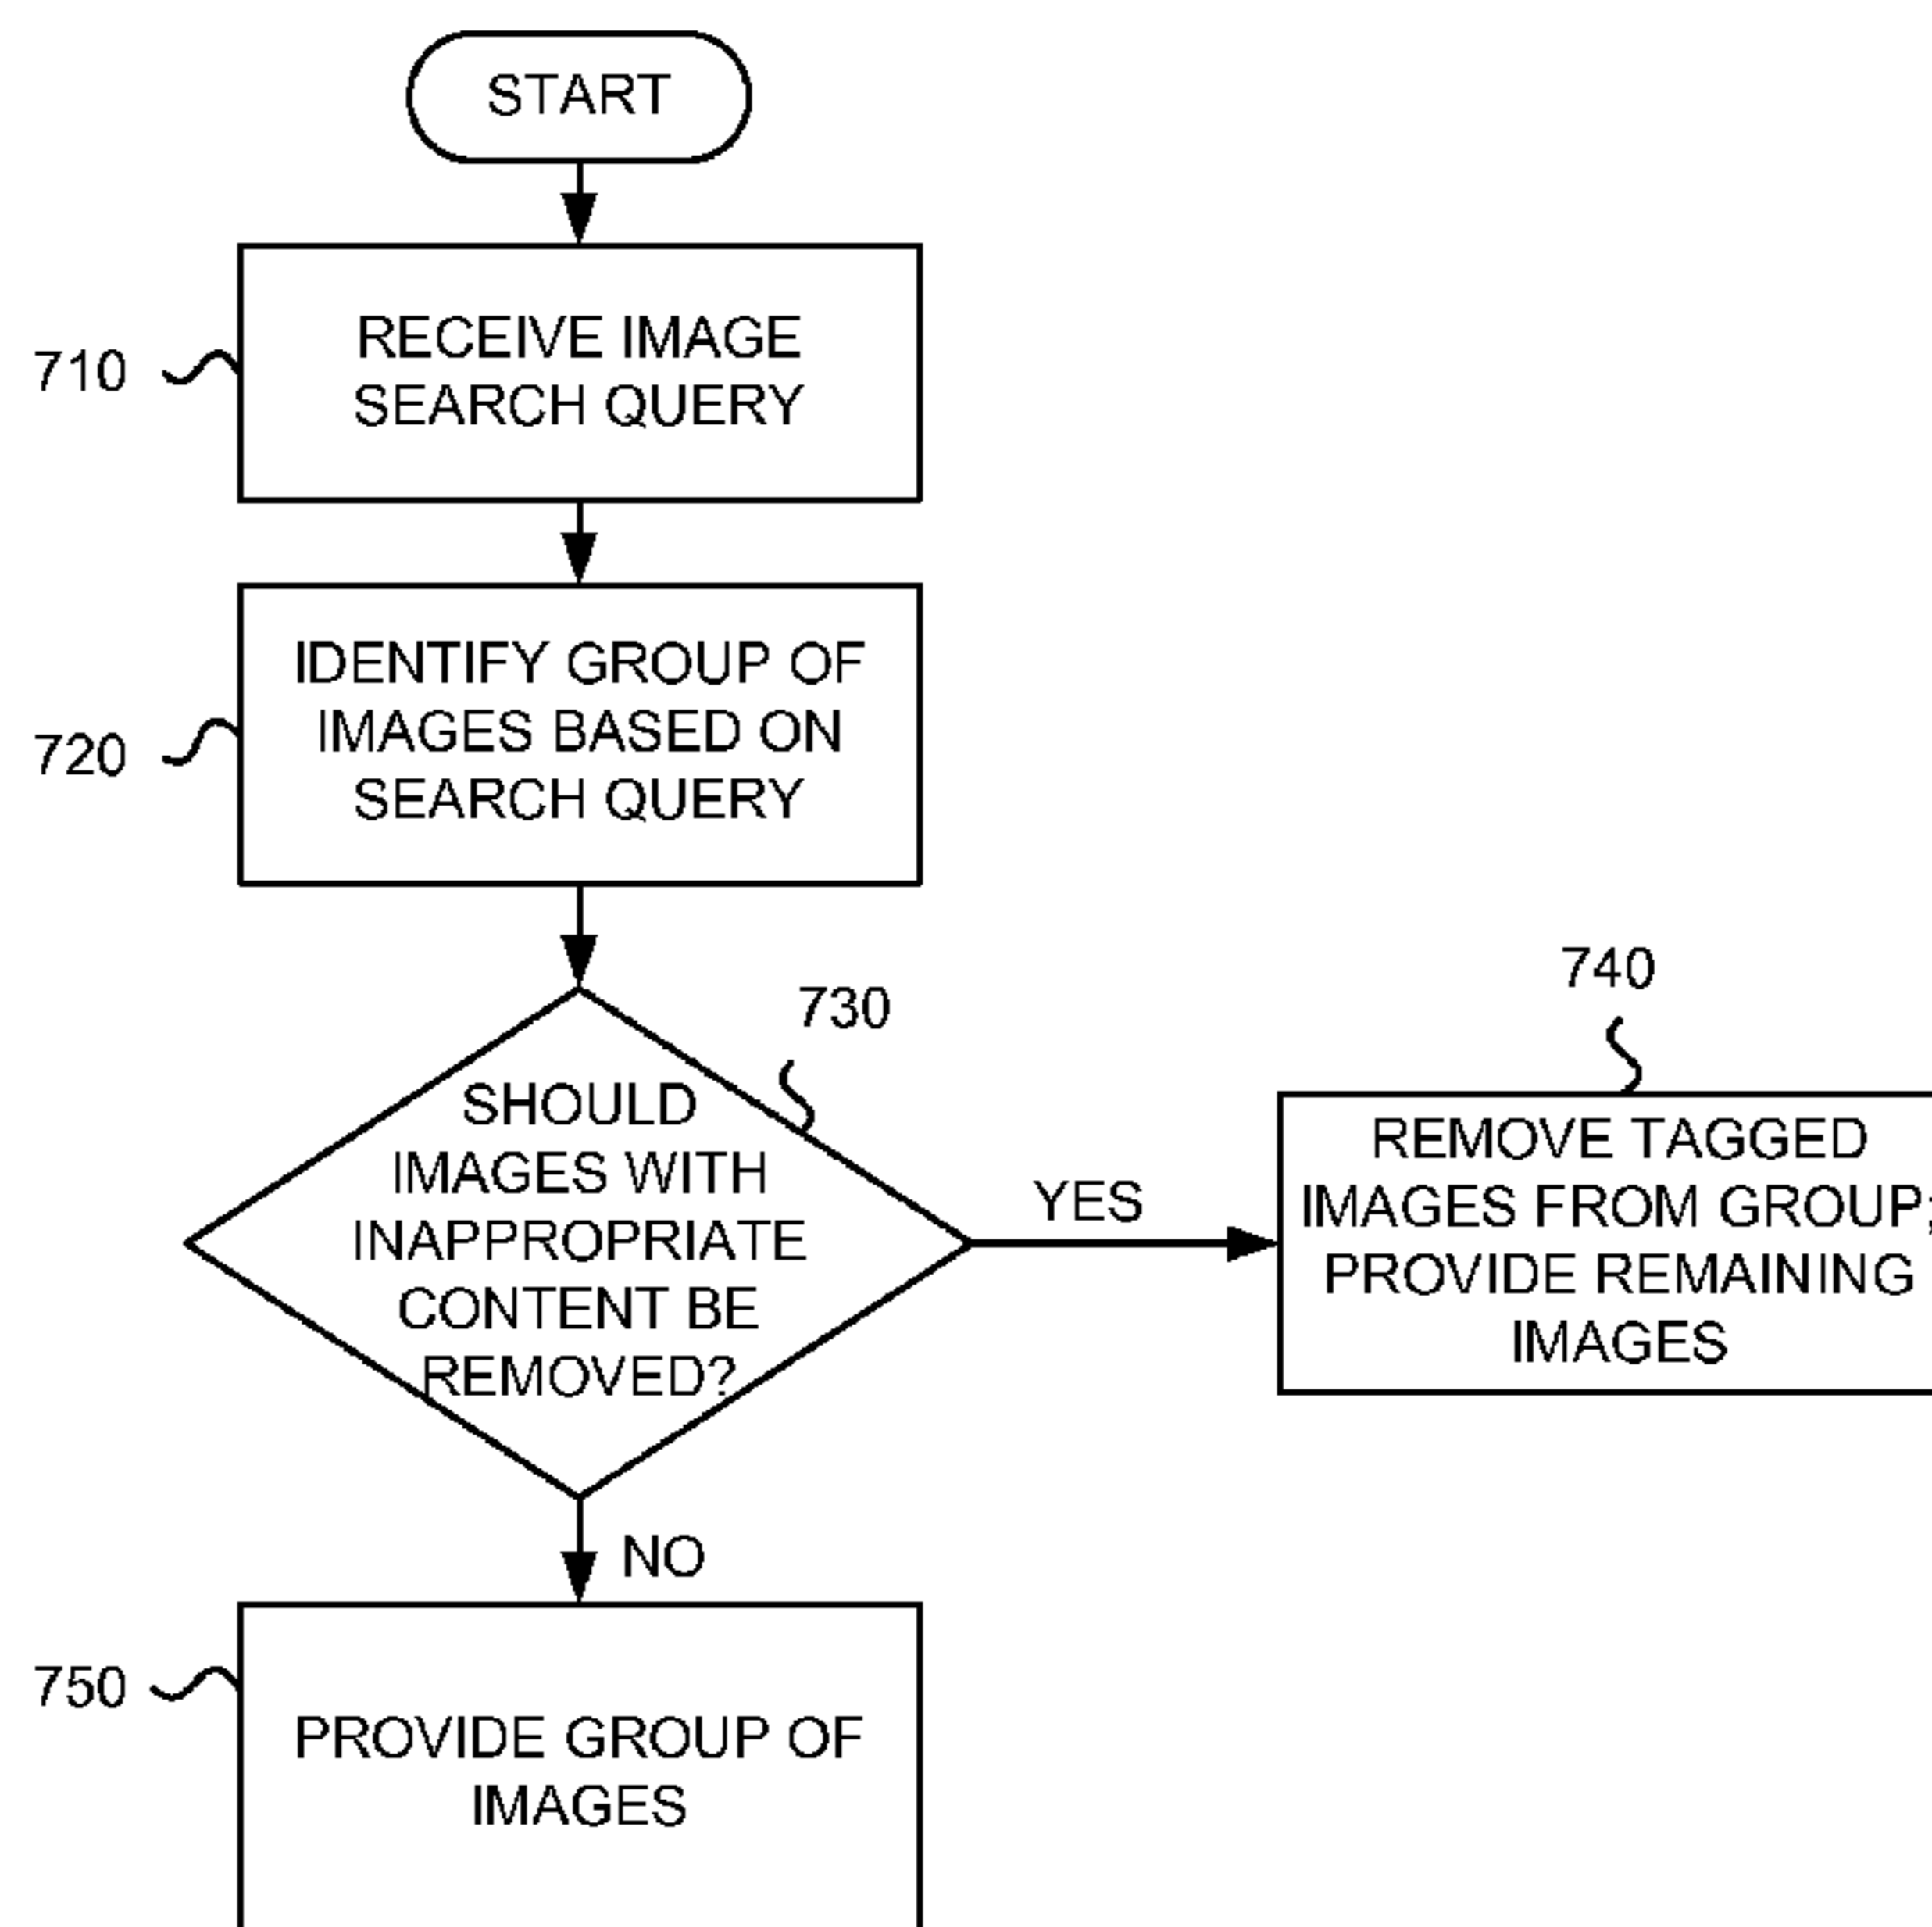 START
710
RECEIVE IMAGE
SEARCH QUERY
720
IDENTIFY GROUP OF
IMAGES BASED ON
SEARCH QUERY
730
SHOULD
IMAGES WITH
INAPPROPRIATE
CONTENT BE
REMOVED?
YES
740
REMOVE TAGGED
IMAGES FROM GROUP;
PROVIDE REMAINING
IMAGES
NO
750
PROVIDE GROUP OF
IMAGES